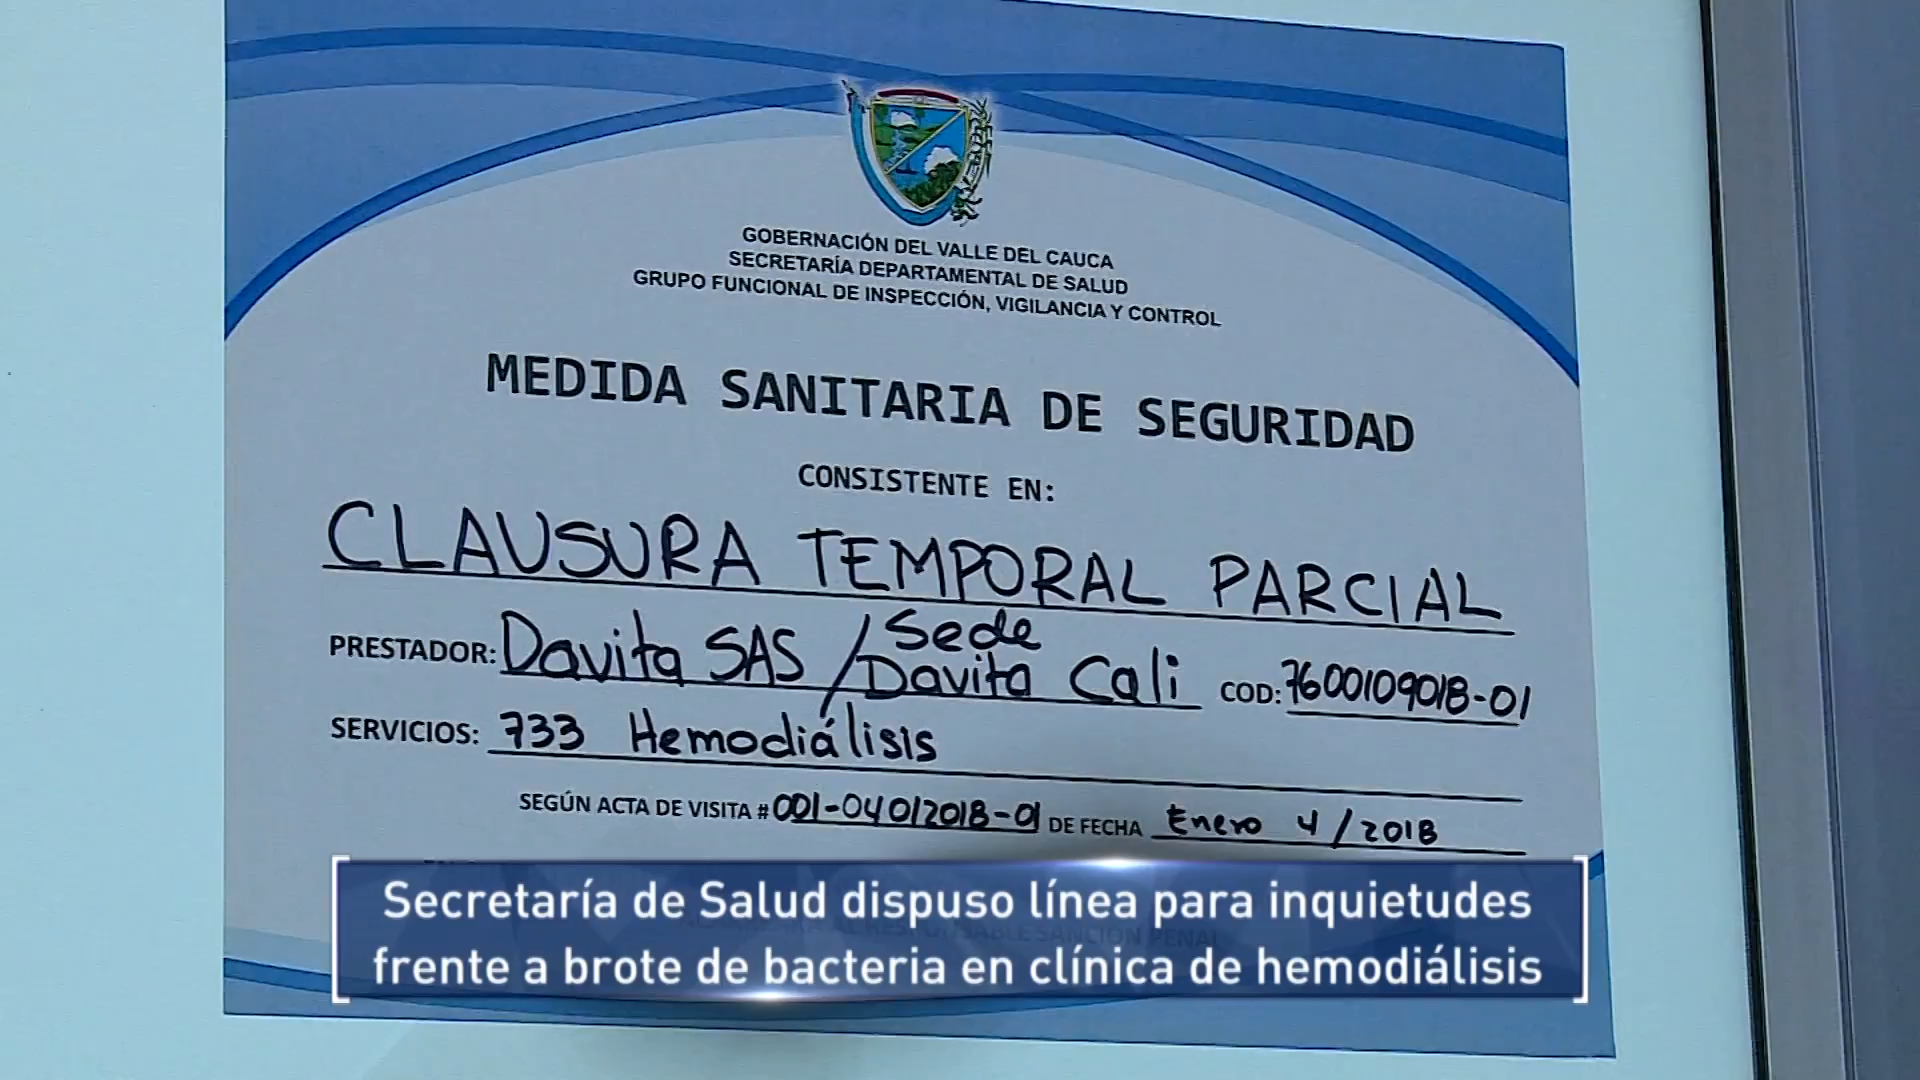 GOBERNACIÓN DEL VALLE DEL CAUCA
SECRETARÍA DEPARTAMENTAL DE SALUD
GRUPO FUNCIONAL DE INSPECCIÓN, VIGILANCIA Y CONTROL
MEDIDA SANITARIA DE SEGURIDAD
CONSISTENTE EN:
CLAUSURA TEMPORAL PARCIAL
PRESTADOR: Davita SAS / Sede Davita Cali COD: 7600109018-01
SERVICIOS: 733 Hemodiálisis
SEGÚN ACTA DE VISITA # 001-04012018-01 DE FECHA Enero 4/2018
Secretaría de Salud dispuso línea para inquietudes
frente a brote de bacteria en clínica de hemodiálisis